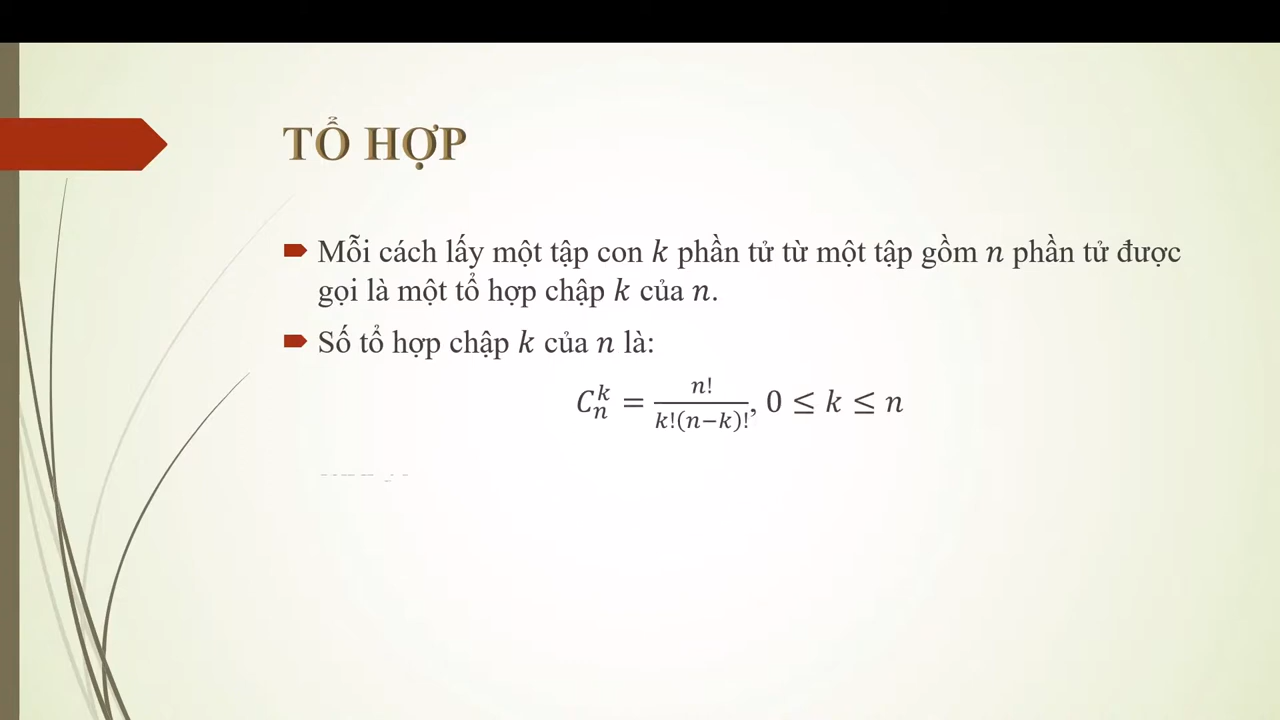 TỔ HỢP
Mỗi cách lấy một tập con k phần tử từ một tập gồm n phần tử được
gọi là một tổ hợp chập k của n.
Số tổ hợp chập k của n là:
C_n^k = n!/(k!(n−k)!), 0 ≤ k ≤ n